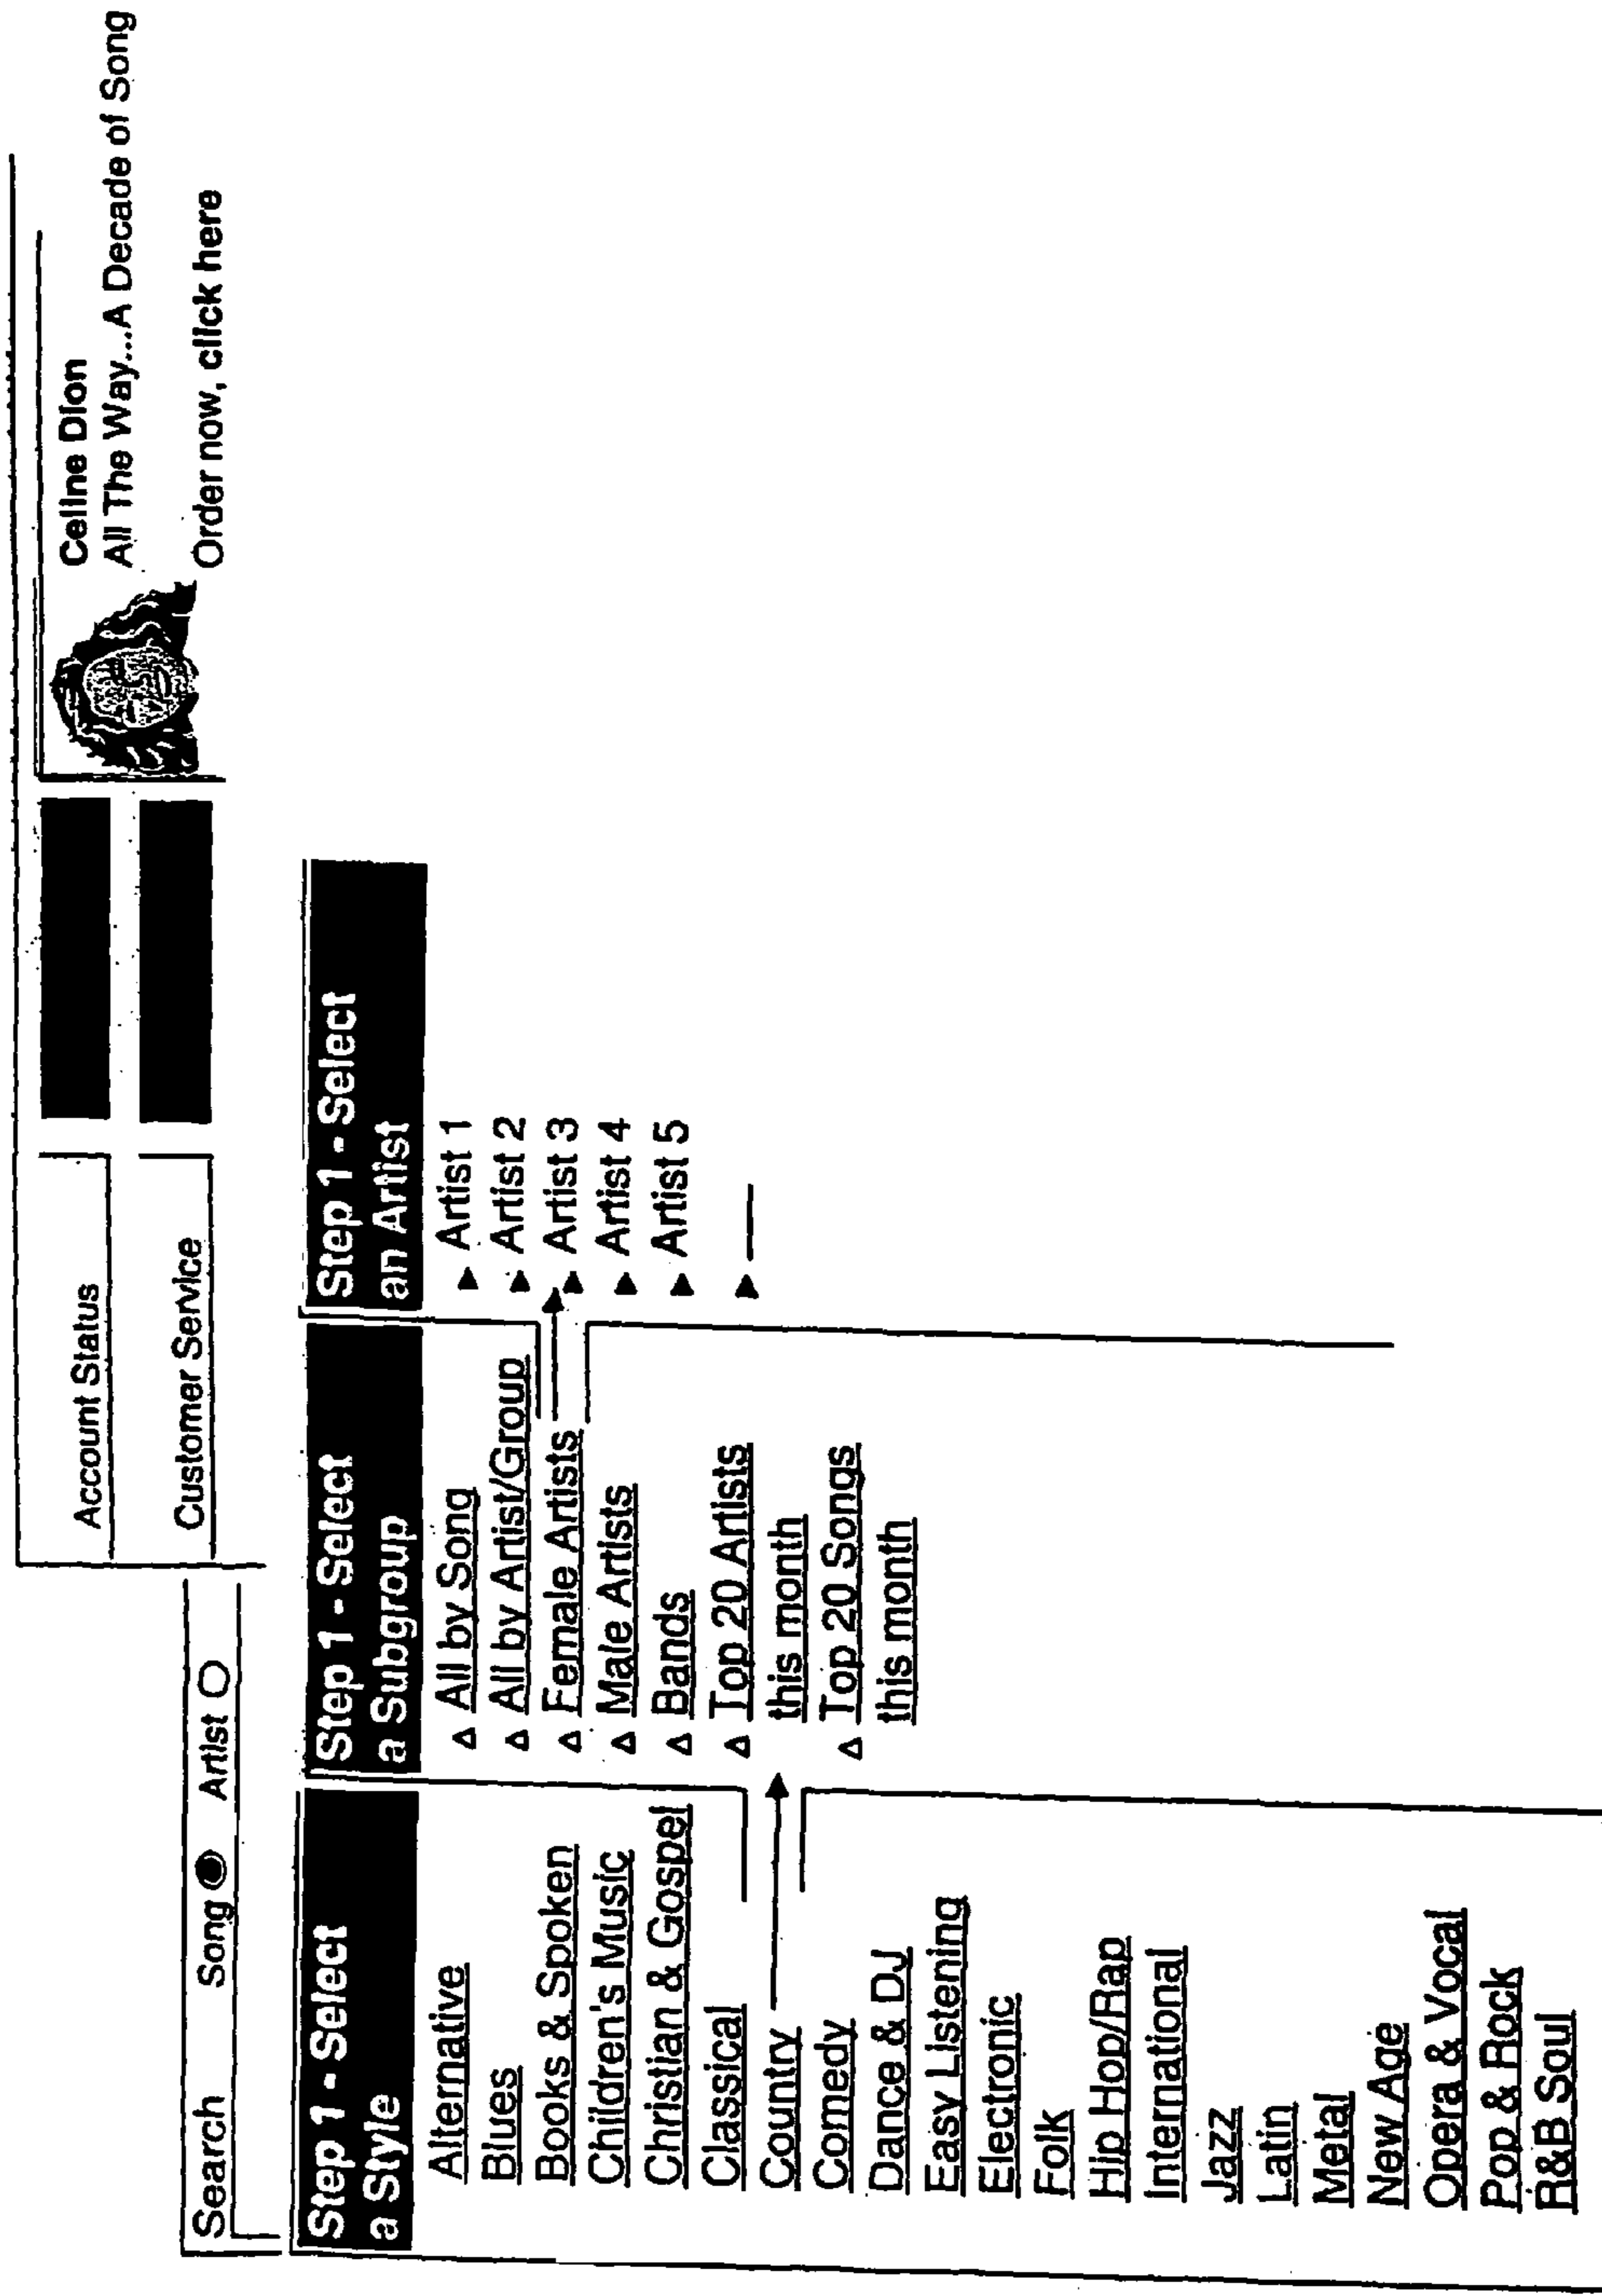 Celine Dion
All The Way...A Decade of Song
Order now, click here
Account Status
Customer Service
Search Song Artist
Step 1 - Select
a Style
Alternative
Blues
Books & Spoken
Children's Music
Christian & Gospel
Classical
Country
Comedy
Dance & DJ
Easy Listening
Electronic
Folk
Hip Hop/Rap
International
Jazz
Latin
Metal
New Age
Opera & Vocal
Pop & Rock
R&B Soul
Step 1 - Select
a Subgroup
All by Song
All by Artist/Group
Female Artists
Male Artists
Bands
Top 20 Artists
this month
Top 20 Songs
this month
Step 1 - Select
an Artist
Artist 1
Artist 2
Artist 3
Artist 4
Artist 5